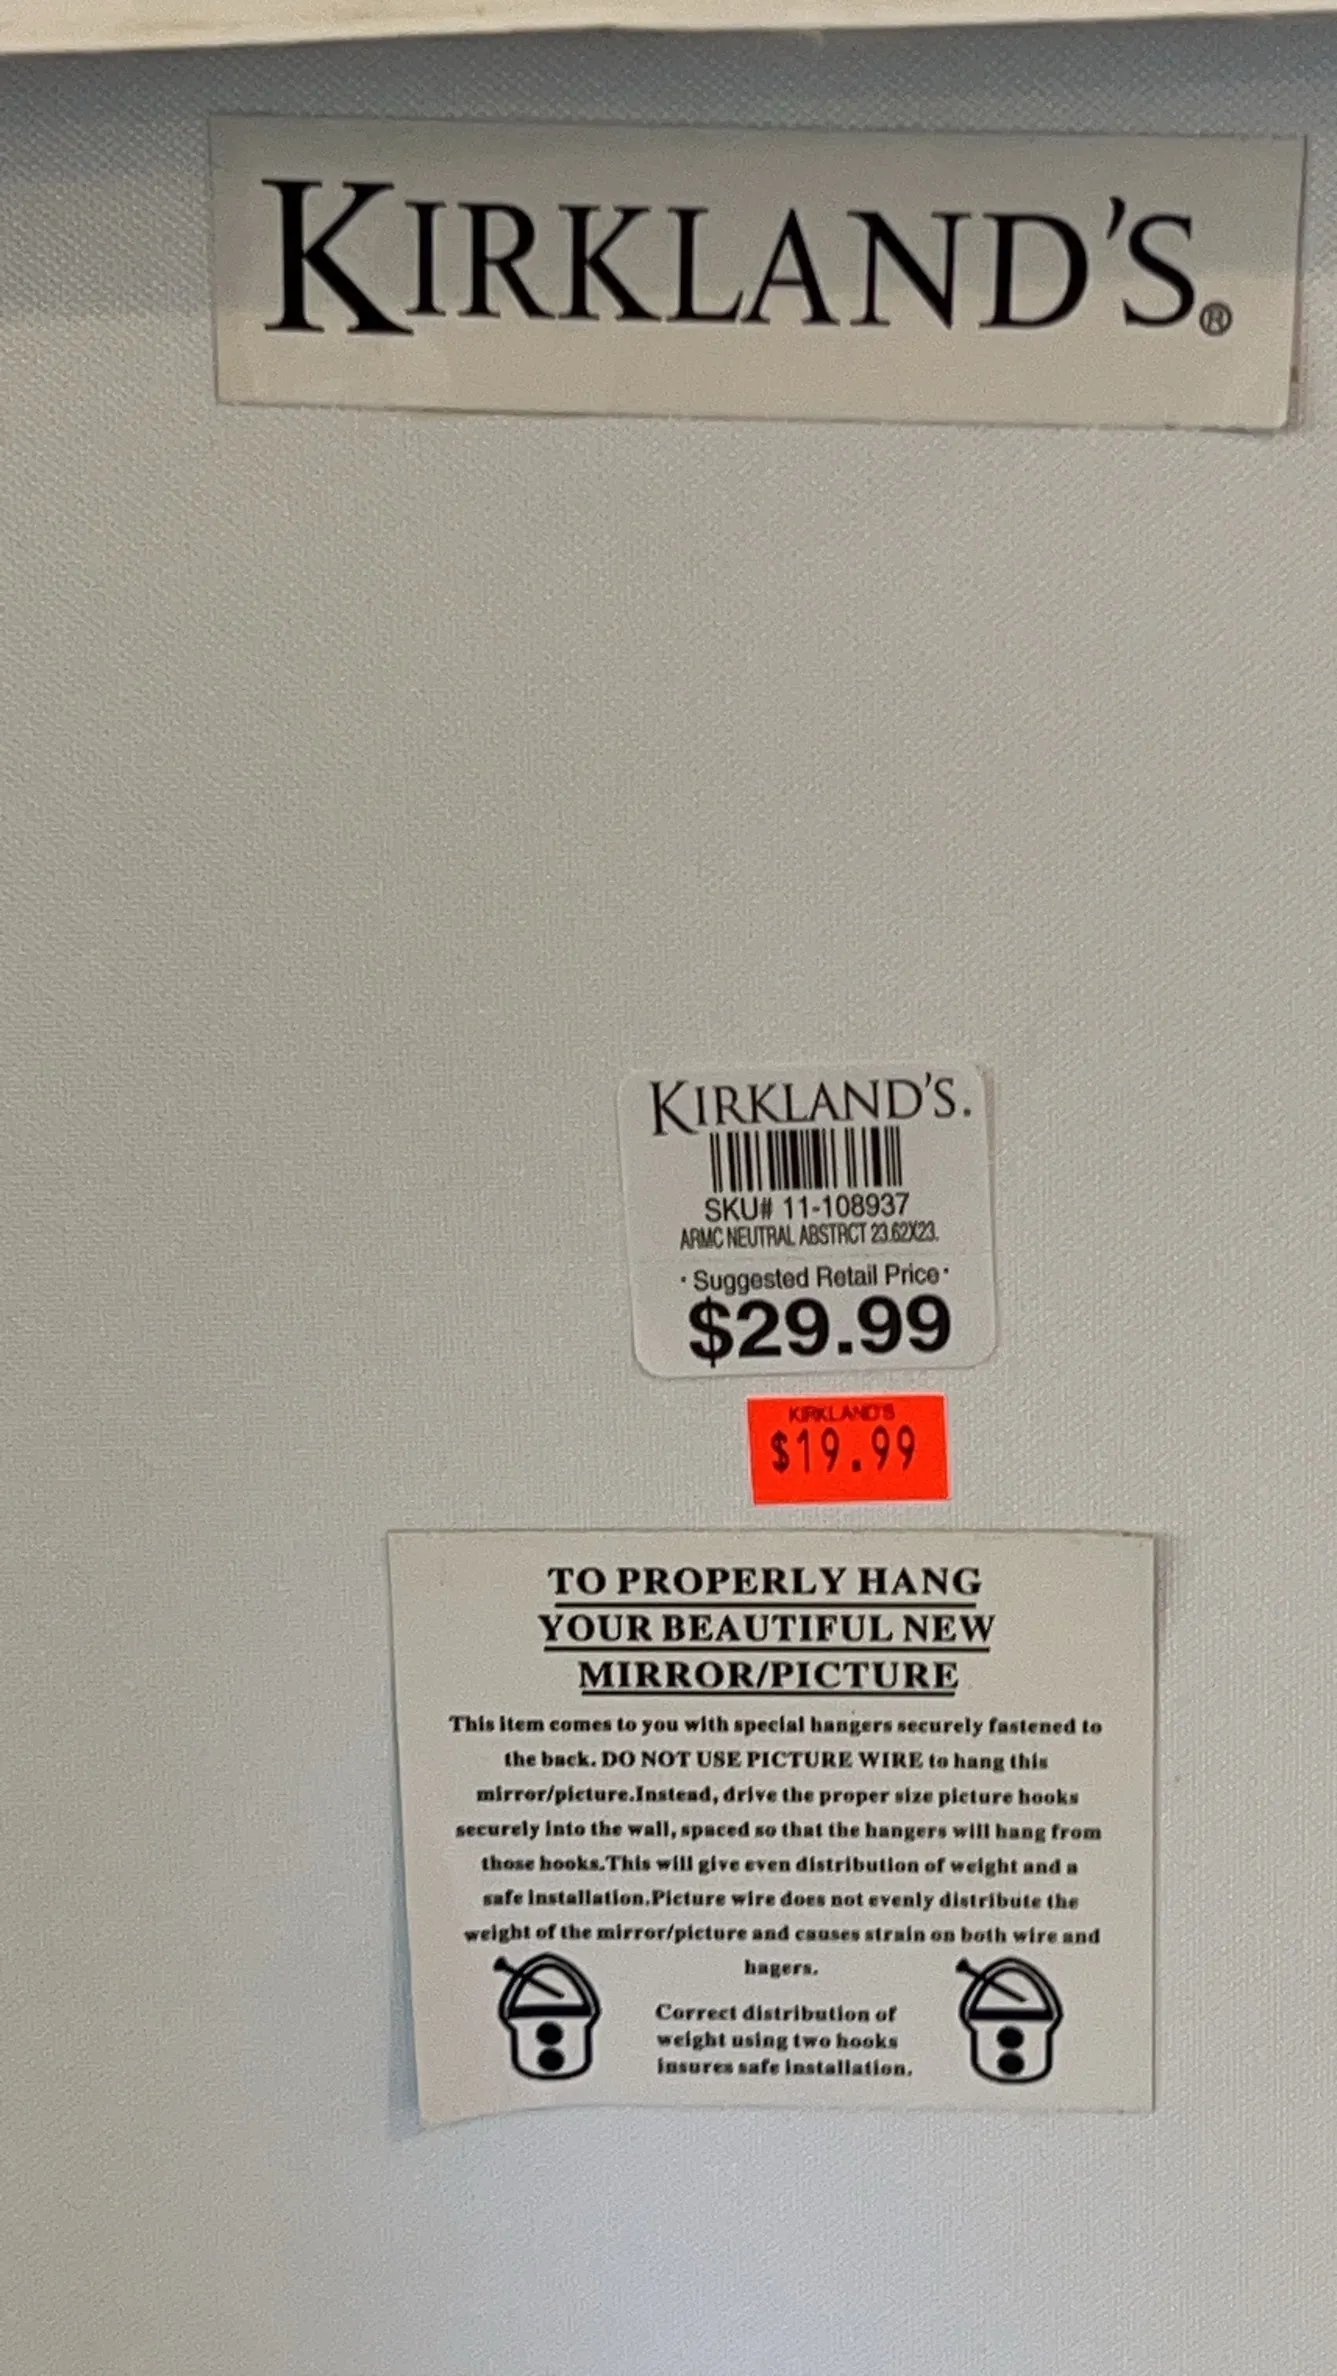 KIRKLAND'S®
KIRKLAND'S.
SKU# 11-108937
ARMC NEUTRAL ABSTRCT 23.62X23.
· Suggested Retail Price ·
$29.99
KIRKLAND'S
$19.99
TO PROPERLY HANG
YOUR BEAUTIFUL NEW
MIRROR/PICTURE
This item comes to you with special hangers securely fastened to
the back. DO NOT USE PICTURE WIRE to hang this
mirror/picture.Instead, drive the proper size picture hooks
securely into the wall, spaced so that the hangers will hang from
those hooks.This will give even distribution of weight and a
safe installation.Picture wire does not evenly distribute the
weight of the mirror/picture and causes strain on both wire and
hagers.
Correct distribution of
weight using two hooks
insures safe installation.